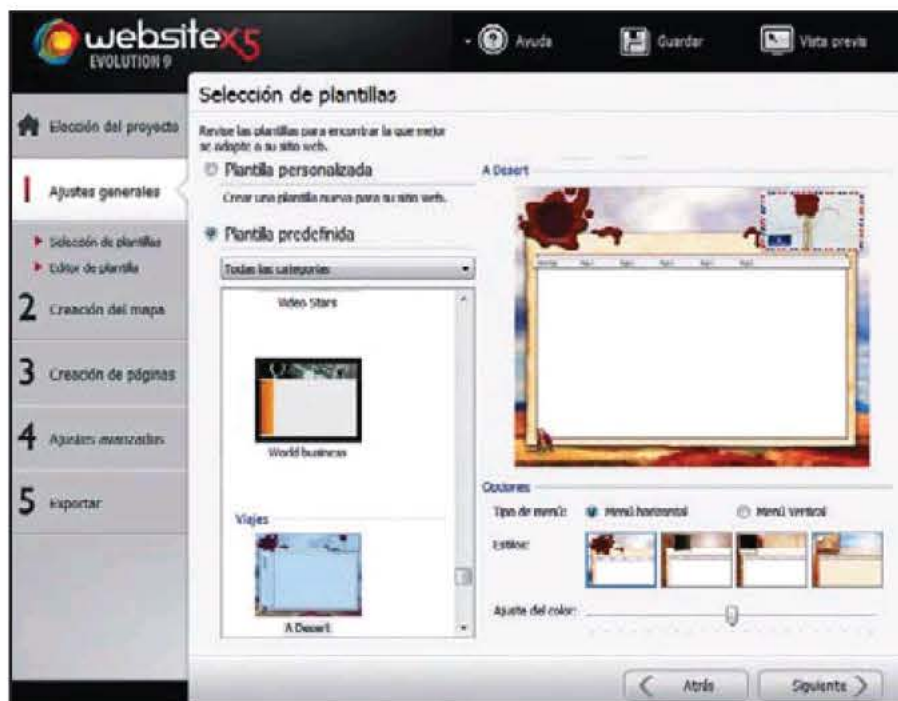 websitex5
EVOLUTION 9
Ayuda
Guardar
Vista previa
Selección de plantillas
Elección del proyecto
Revise las plantillas para encontrar la que mejor
se adapte a su sitio web.
Plantilla personalizada
Crear una plantilla nueva para su sitio web.
1 Ajustes generales
Selección de plantillas
Editor de plantilla
2 Creación del mapa
3 Creación de páginas
4 Ajustes avanzados
5 Exportar
Plantilla predefinida
Todas las categorías
Video Stars
World business
Viajes
A Desert
A Desert
Opciones
Tipo de menú: Menú horizontal Menú vertical
Estilos:
Ajuste del color:
Atrás
Siguiente